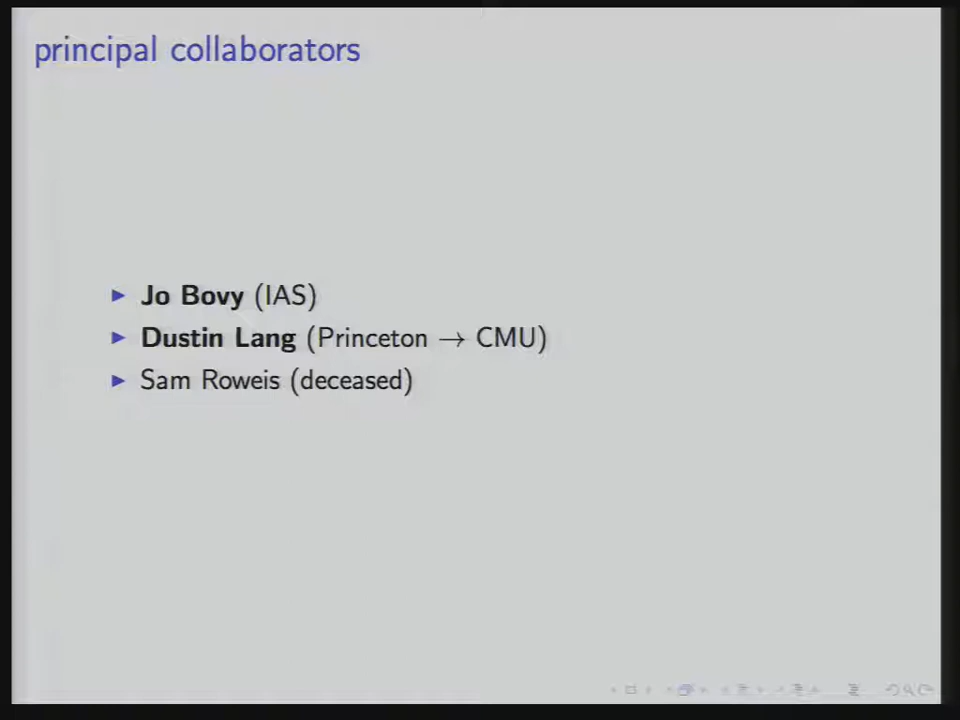 principal collaborators
▶ Jo Bovy (IAS)
▶ Dustin Lang (Princeton → CMU)
▶ Sam Roweis (deceased)